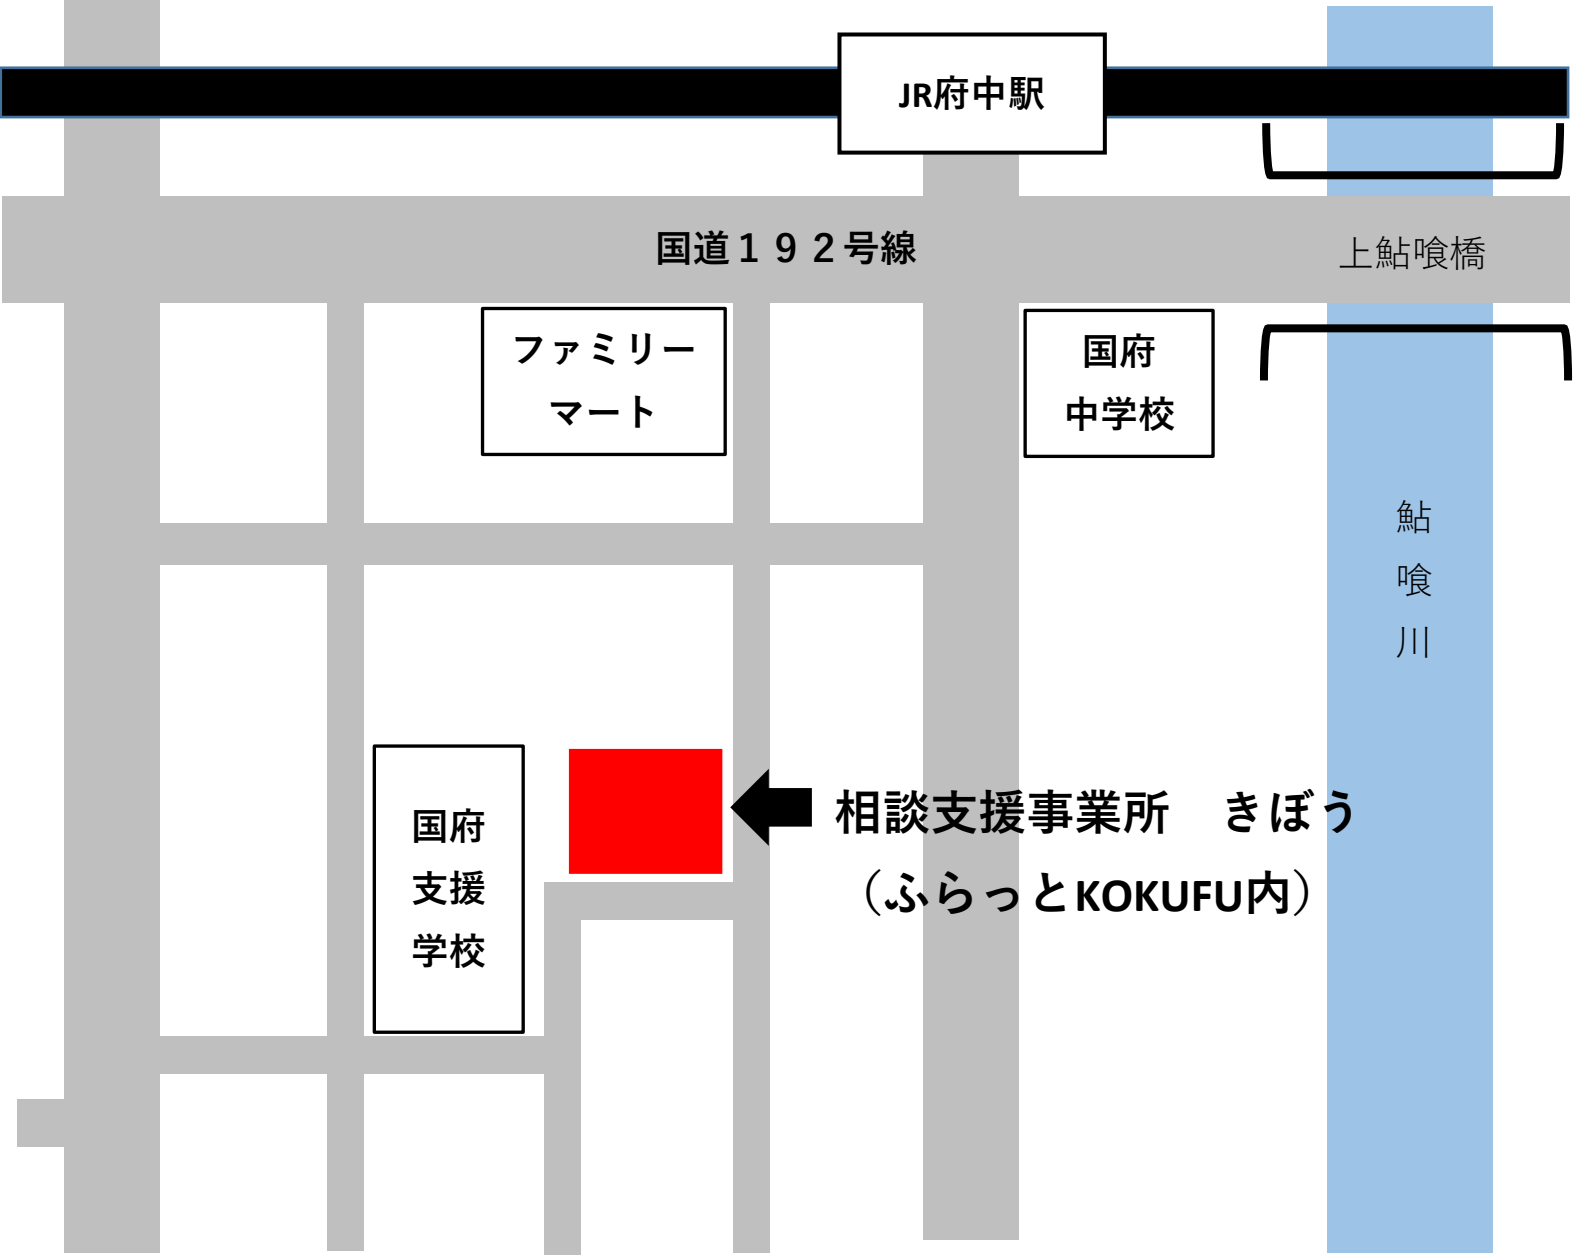 JR府中駅
国道１９２号線
上鮎喰橋
ファミリー
マート
国府
中学校
鮎
喰
川
国府
支援
学校
相談支援事業所　きぼう
（ふらっとKOKUFU内）